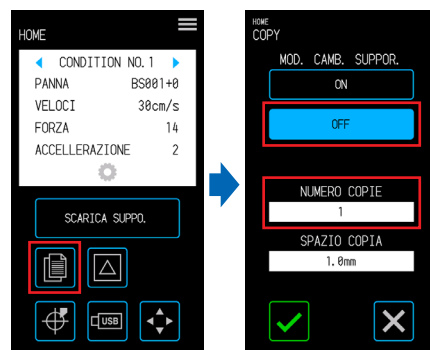 HOME
CONDITION NO.1
PANNA BS001+0
VELOCI 30cm/s
FORZA 14
ACCELLERAZIONE 2
SCARICA SUPPO.
USB
HOME
COPY
MOD. CAMB. SUPPOR.
ON
OFF
NUMERO COPIE
1
SPAZIO COPIA
1.0mm